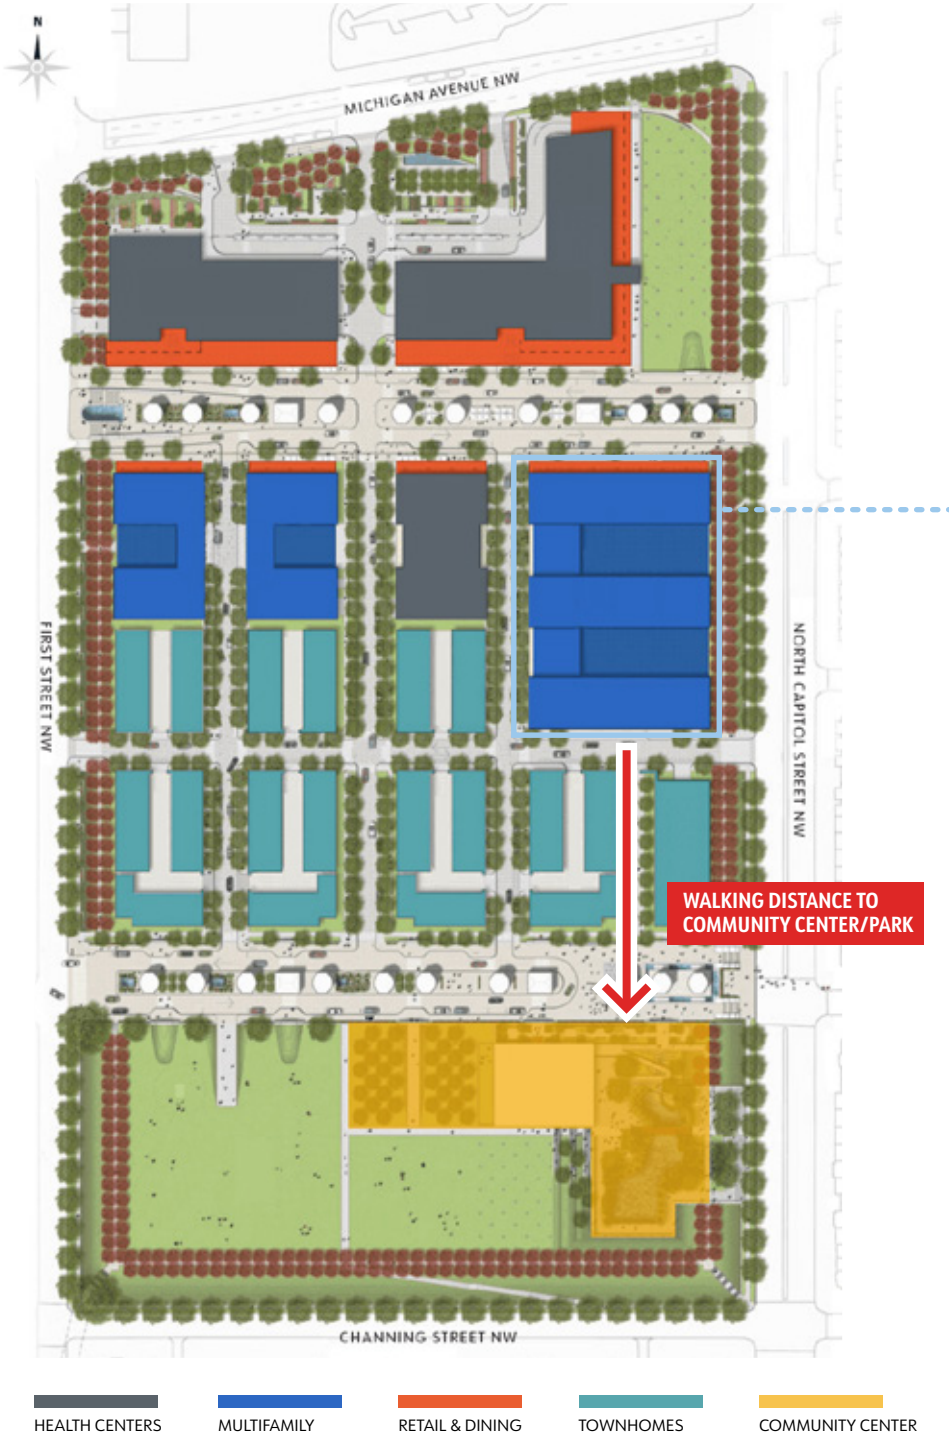 N
MICHIGAN AVENUE NW
FIRST STREET NW
NORTH CAPITOL STREET NW
WALKING DISTANCE TO
COMMUNITY CENTER/PARK
CHANNING STREET NW
HEALTH CENTERS
MULTIFAMILY
RETAIL & DINING
TOWNHOMES
COMMUNITY CENTER